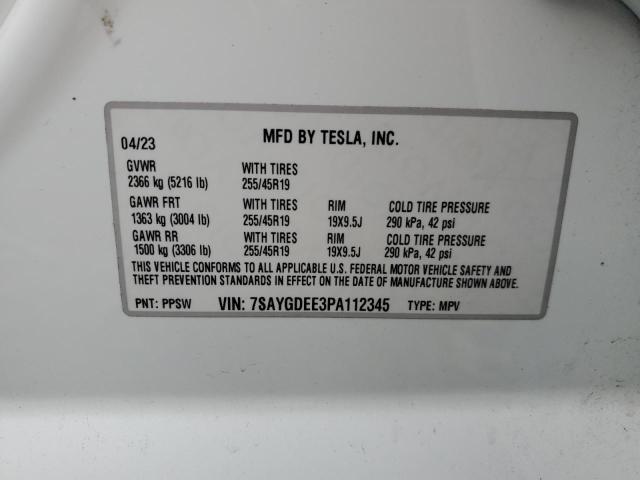 04/23 MFD BY TESLA, INC.
GVWR WITH TIRES
2366 kg (5216 lb) 255/45R19
GAWR FRT WITH TIRES RIM COLD TIRE PRESSURE
1363 kg (3004 lb) 255/45R19 19X9.5J 290 kPa, 42 psi
GAWR RR WITH TIRES RIM COLD TIRE PRESSURE
1500 kg (3306 lb) 255/45R19 19X9.5J 290 kPa, 42 psi
THIS VEHICLE CONFORMS TO ALL APPLICABLE U.S. FEDERAL MOTOR VEHICLE SAFETY AND
THEFT PREVENTION STANDARDS IN EFFECT ON THE DATE OF MANUFACTURE SHOWN ABOVE.
PNT: PPSW VIN: 7SAYGDEE3PA112345 TYPE: MPV